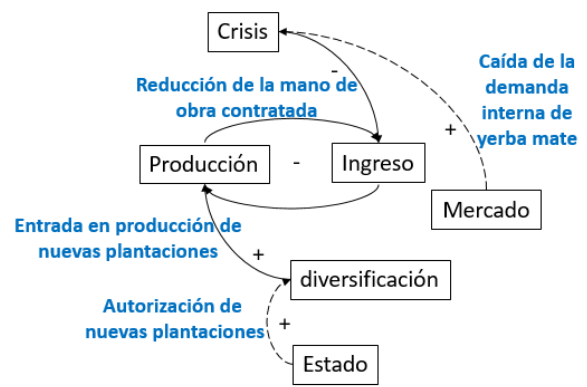 Crisis
Caída de la
demanda
interna de
yerba mate
-
Reducción de la mano de
obra contratada
+
Producción
-
Ingreso
Mercado
Entrada en producción de
nuevas plantaciones
+
diversificación
Autorización de
nuevas plantaciones
+
Estado